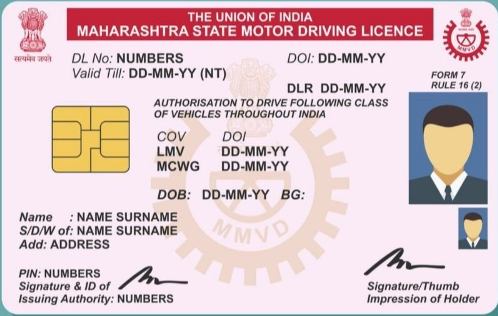 THE UNION OF INDIA
MAHARASHTRA STATE MOTOR DRIVING LICENCE
सत्यमेव जयते
MMVD
DL No: NUMBERS DOI: DD-MM-YY
Valid Till: DD-MM-YY (NT)
DLR DD-MM-YY
FORM 7
RULE 16 (2)
AUTHORISATION TO DRIVE FOLLOWING CLASS
OF VEHICLES THROUGHOUT INDIA
COV DOI
LMV DD-MM-YY
MCWG DD-MM-YY
DOB: DD-MM-YY BG:
MMVD
Name : NAME SURNAME
S/D/W of: NAME SURNAME
Add: ADDRESS
PIN: NUMBERS
Signature & ID of
Issuing Authority: NUMBERS
Signature/Thumb
Impression of Holder